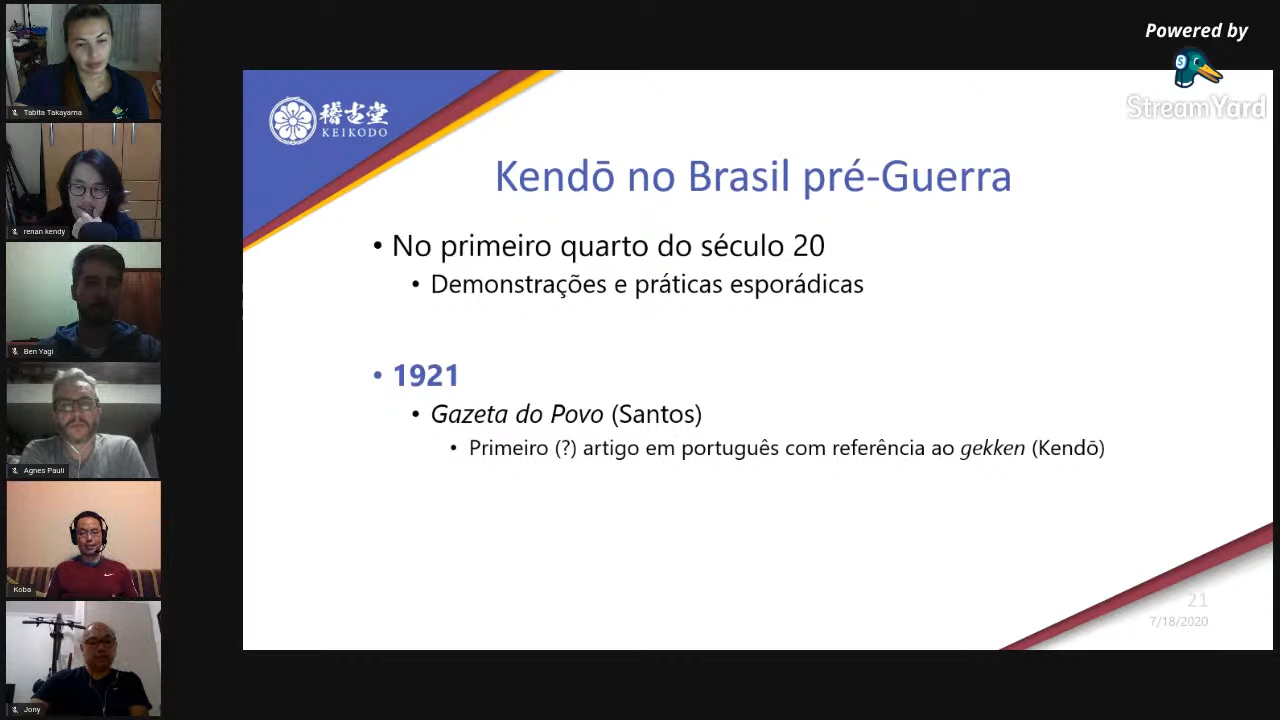 Tabita Takayama
renan kendy
Ben Yagi
Agnes Pauli
Koba
Jony
稽古堂
KEIKODO
Kendō no Brasil pré-Guerra
• No primeiro quarto do século 20
• Demonstrações e práticas esporádicas
• 1921
• Gazeta do Povo (Santos)
• Primeiro (?) artigo em português com referência ao gekken (Kendō)
21
7/18/2020
Powered by
S
StreamYard